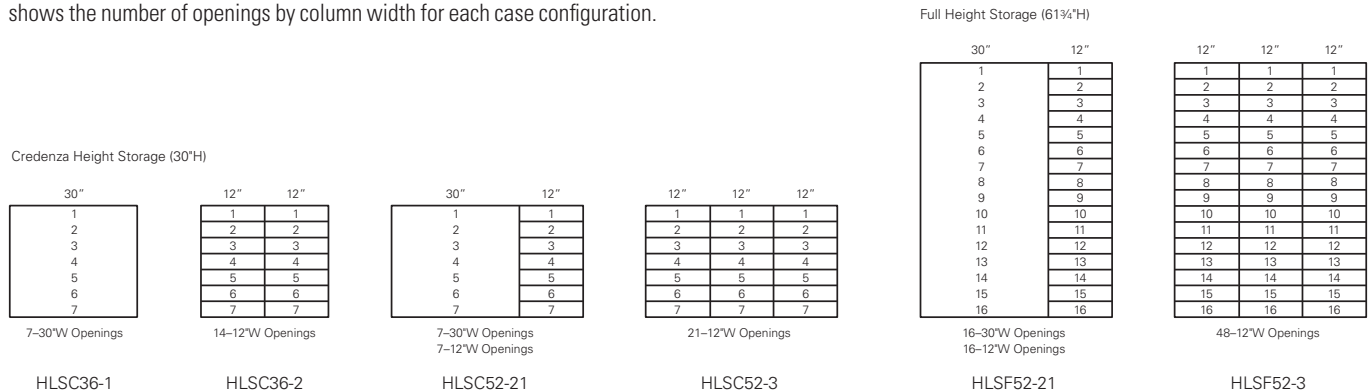 shows the number of openings by column width for each case configuration.
Full Height Storage (61¾"H)
30" 12" 12" 12" 12"
1 1 1 1 1
2 2 2 2 2
3 3 3 3 3
4 4 4 4 4
5 5 5 5 5
6 6 6 6 6
7 7 7 7 7
8 8 8 8 8
9 9 9 9 9
10 10 10 10 10
11 11 11 11 11
12 12 12 12 12
13 13 13 13 13
14 14 14 14 14
15 15 15 15 15
16 16 16 16 16
16–30"W Openings 48–12"W Openings
16–12"W Openings
HLSF52-21 HLSF52-3
Credenza Height Storage (30"H)
30" 12" 12" 30" 12" 12" 12" 12"
1 1 1 1 1 1 1 1
2 2 2 2 2 2 2 2
3 3 3 3 3 3 3 3
4 4 4 4 4 4 4 4
5 5 5 5 5 5 5 5
6 6 6 6 6 6 6 6
7 7 7 7 7 7 7 7
7–30"W Openings 14–12"W Openings 7–30"W Openings 21–12"W Openings
7–12"W Openings
HLSC36-1 HLSC36-2 HLSC52-21 HLSC52-3